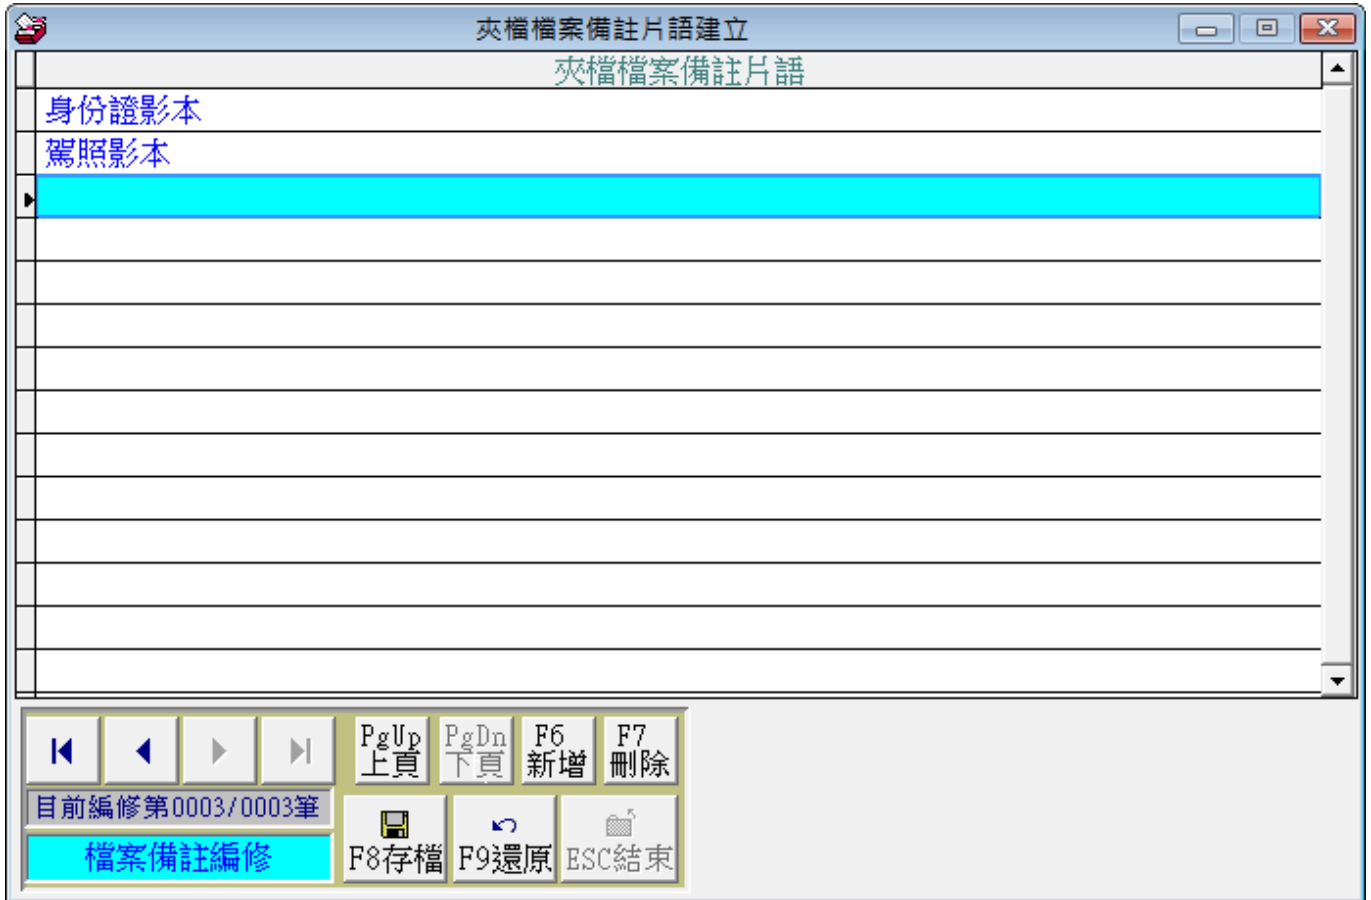 夾檔檔案備註片語建立
夾檔檔案備註片語
身份證影本
駕照影本
PgUp
上頁
PgDn
下頁
F6
新增
F7
刪除
目前編修第0003/0003筆
檔案備註編修
F8存檔
F9還原
ESC結束